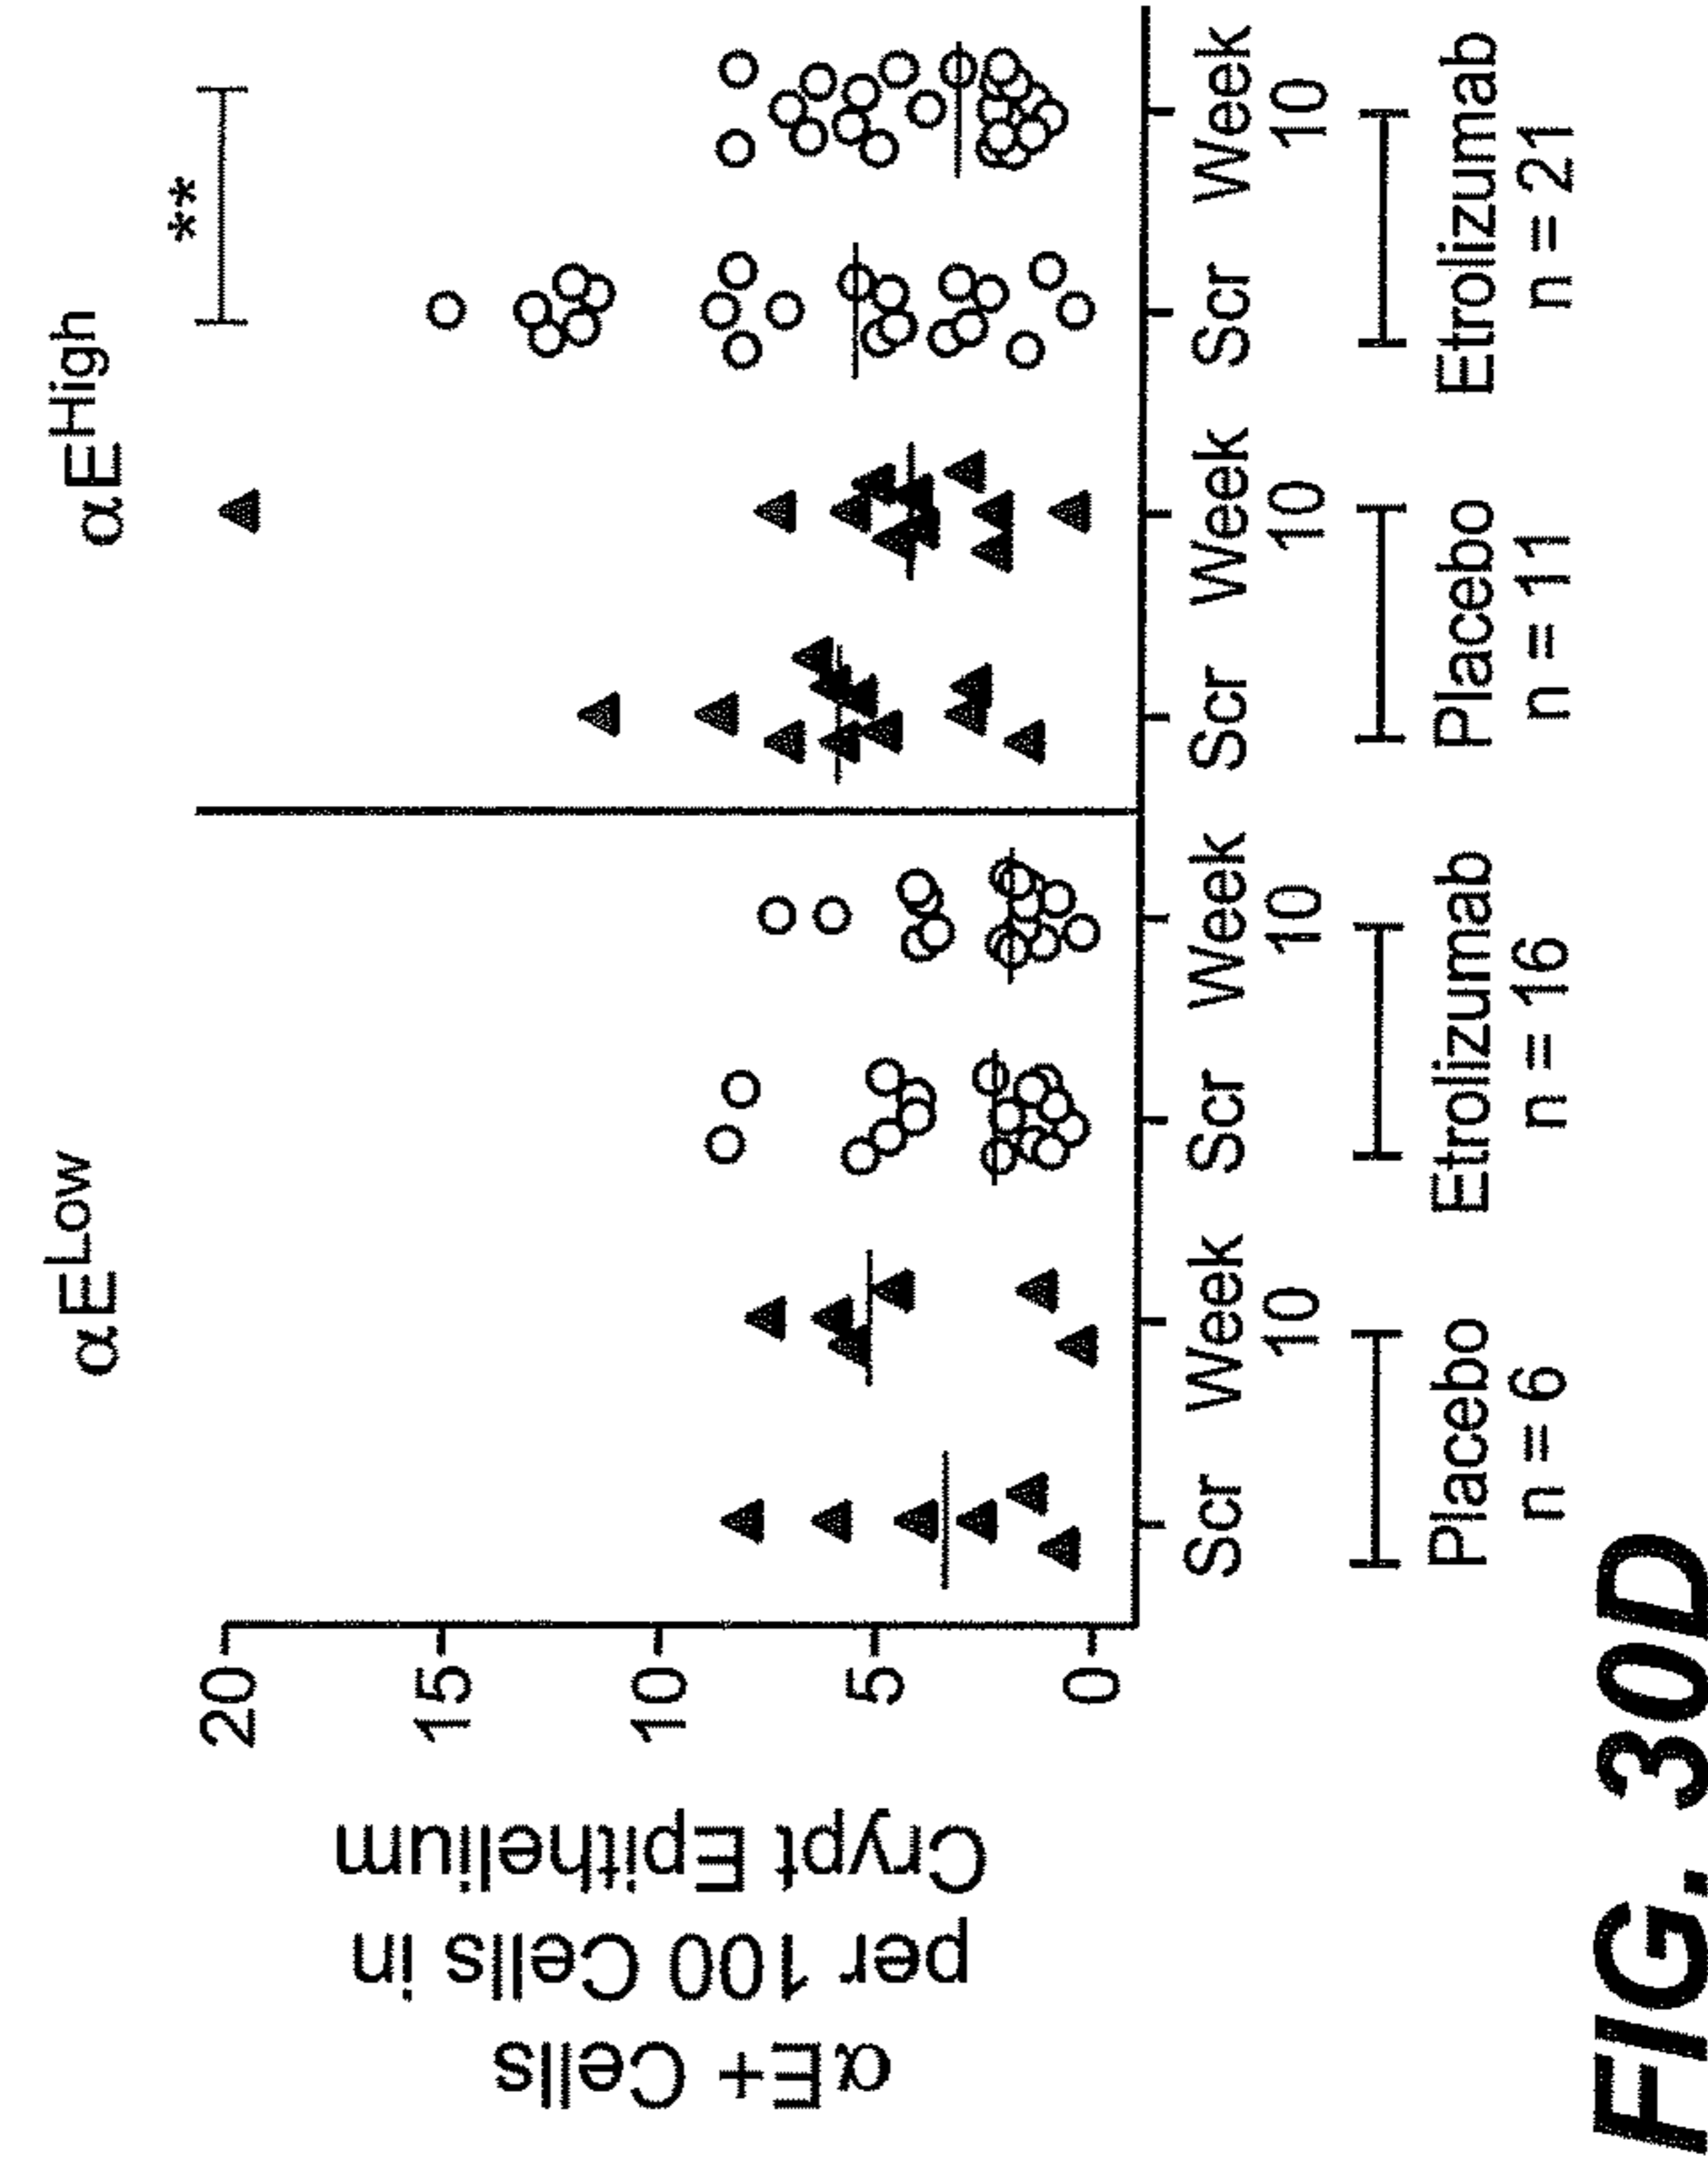 αE^Low
αE^High
**
αE+ Cells
per 100 Cells in
Crypt Epithelium
20
15
10
5
0
Scr Week 10
Scr Week 10
Scr Week 10
Scr Week 10
Placebo
n = 6
Etrolizumab
n = 16
Placebo
n = 11
Etrolizumab
n = 21
FIG. 30D